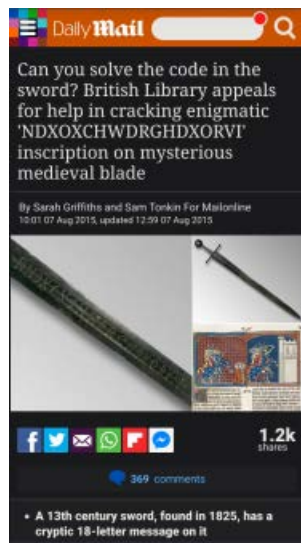 Daily Mail
Can you solve the code in the
sword? British Library appeals
for help in cracking enigmatic
'NDXOXCHWDRGHDXORVI'
inscription on mysterious
medieval blade
By Sarah Griffiths and Sam Tonkin For Mailonline
10:01 07 Aug 2015, updated 12:59 07 Aug 2015
1.2k
shares
369 comments
• A 13th century sword, found in 1825, has a
cryptic 18-letter message on it